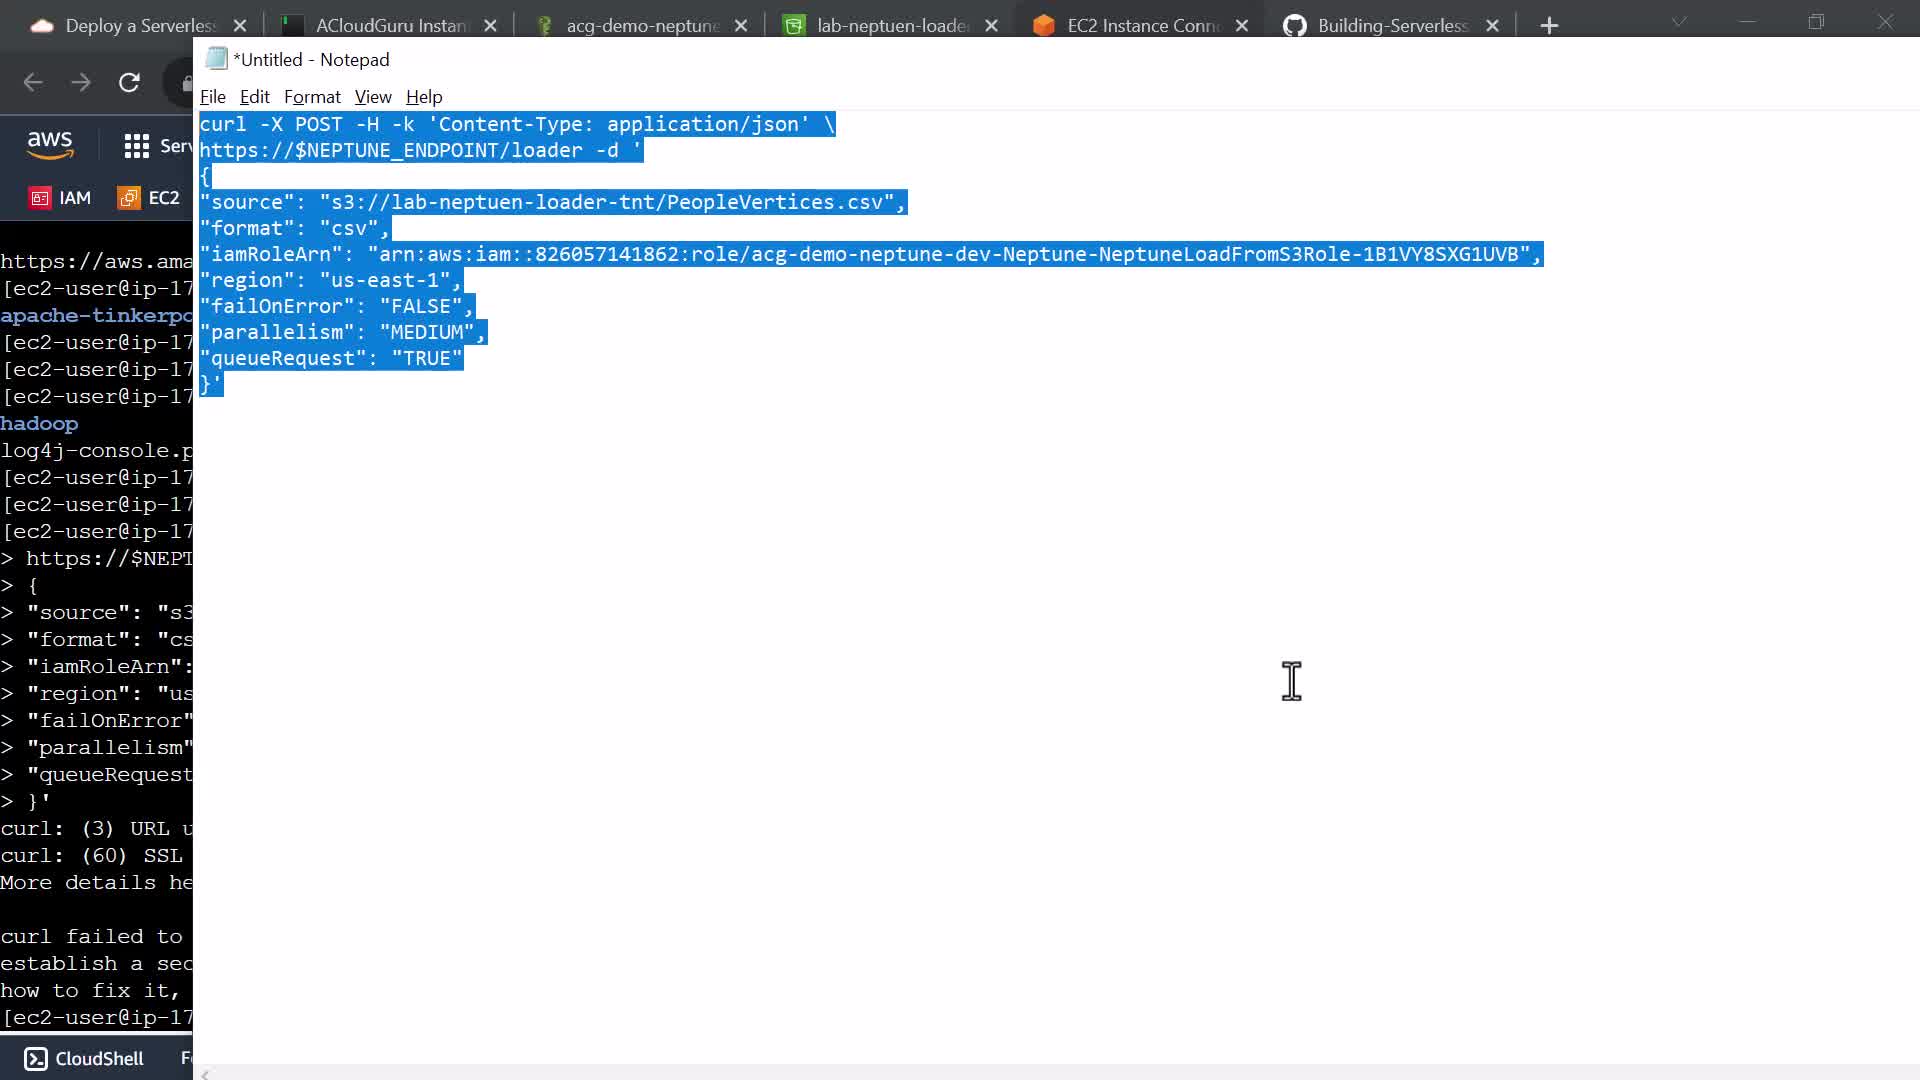 Deploy a Serverless
ACloudGuru Instan
acg-demo-neptune
lab-neptuen-loade
EC2 Instance Conn
Building-Serverless
*Untitled - Notepad
File Edit Format View Help
aws
Serv
IAM
EC2
curl -X POST -H -k 'Content-Type: application/json' \
https://$NEPTUNE_ENDPOINT/loader -d '
{
"source": "s3://lab-neptuen-loader-tnt/PeopleVertices.csv",
"format": "csv",
"iamRoleArn": "arn:aws:iam::826057141862:role/acg-demo-neptune-dev-Neptune-NeptuneLoadFromS3Role-1B1VY8SXG1UVB",
"region": "us-east-1",
"failOnError": "FALSE",
"parallelism": "MEDIUM",
"queueRequest": "TRUE"
}'
https://aws.ama
[ec2-user@ip-17
apache-tinkerpo
[ec2-user@ip-17
[ec2-user@ip-17
[ec2-user@ip-17
hadoop
log4j-console.p
[ec2-user@ip-17
[ec2-user@ip-17
[ec2-user@ip-17
> https://$NEPT
> {
> "source": "s3
> "format": "cs
> "iamRoleArn":
> "region": "us
> "failOnError"
> "parallelism"
> "queueRequest
> }'
curl: (3) URL u
curl: (60) SSL
More details he
curl failed to
establish a sec
how to fix it,
[ec2-user@ip-17
CloudShell